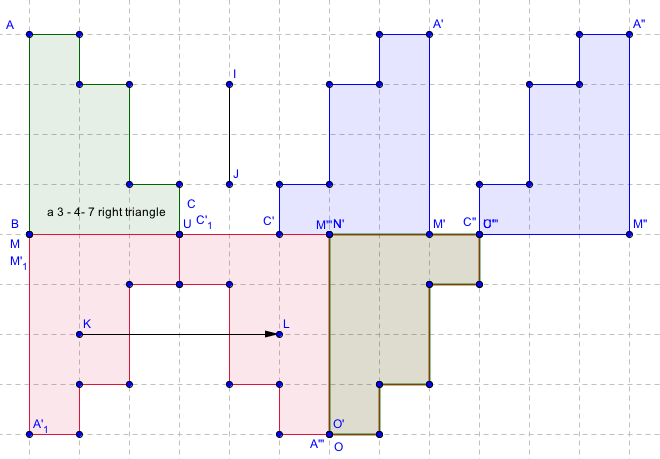 A
A'
A"
I
J
a 3 - 4- 7 right triangle
C
B
U
C'₁
C'
M'"
N'
M'
C"
M"
M
M'₁
K
L
A'₁
O'
A'"
O